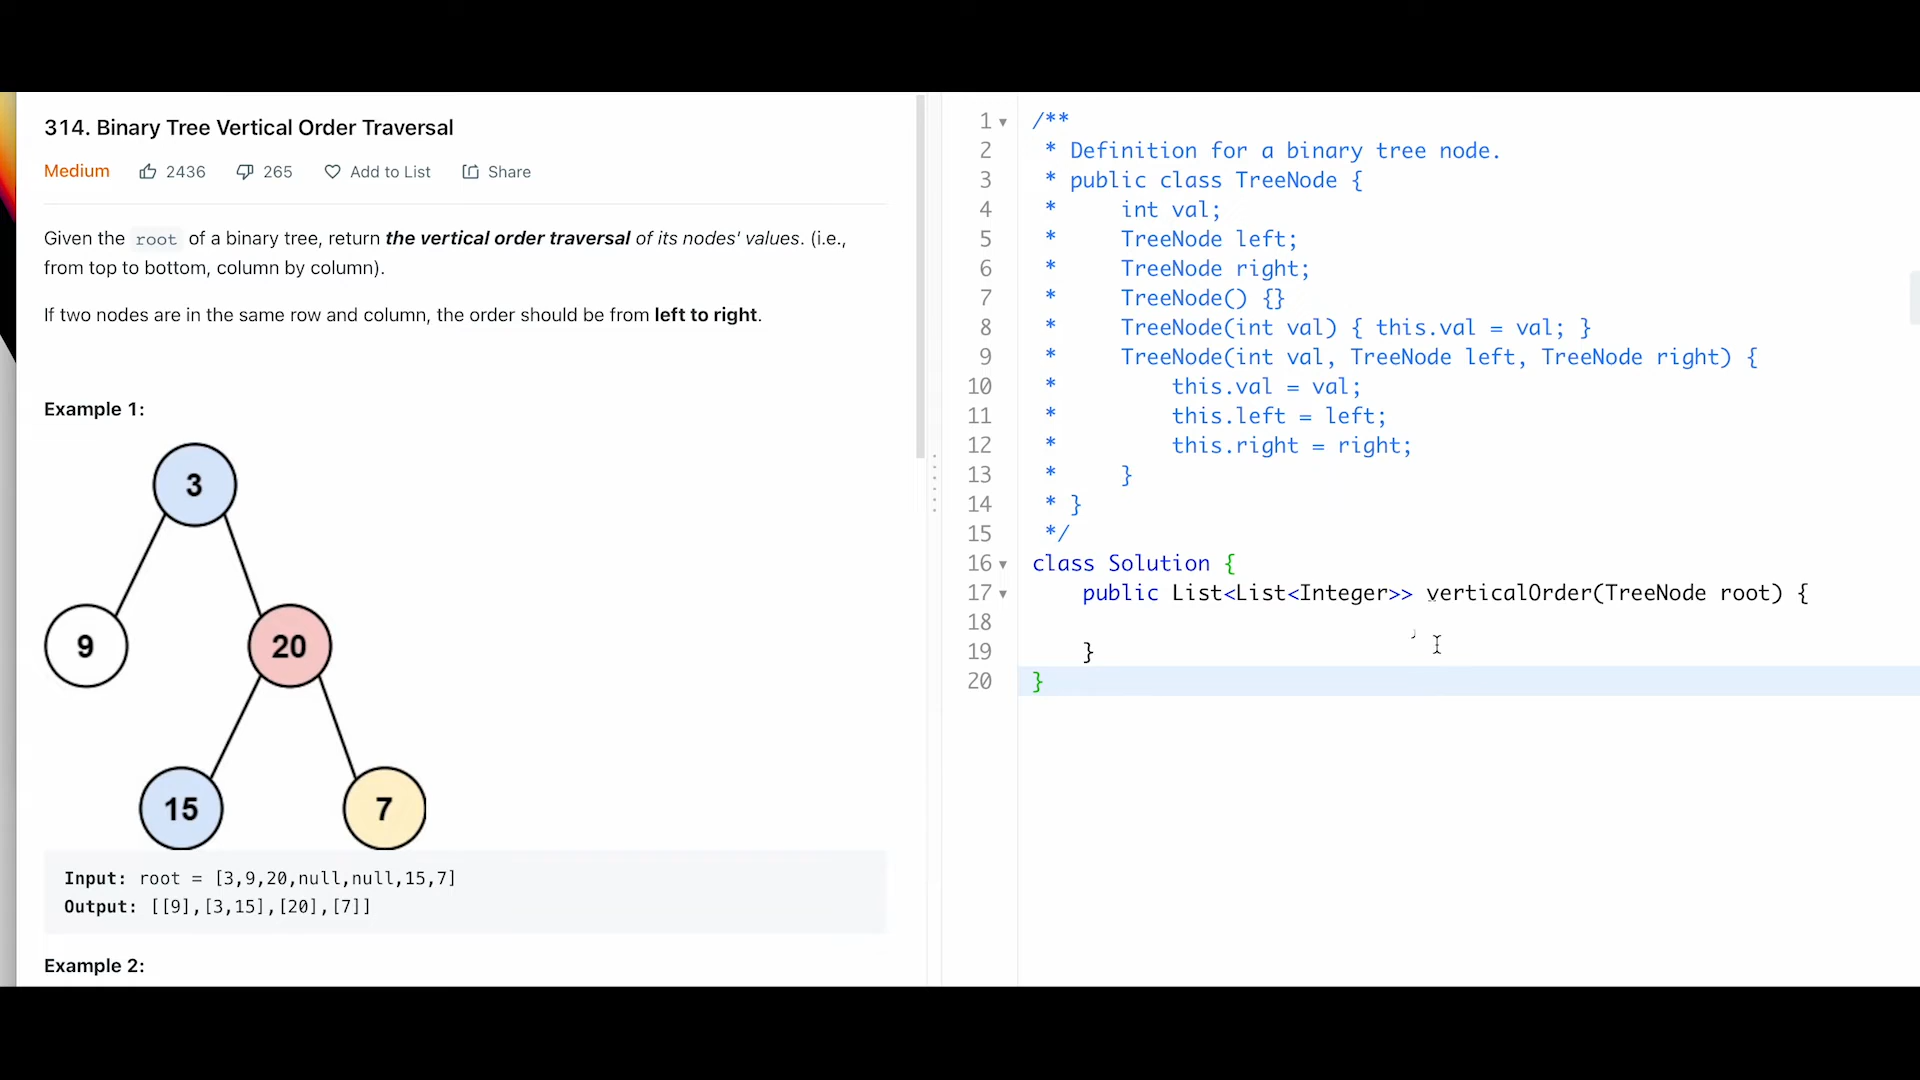 314. Binary Tree Vertical Order Traversal
Medium 2436 265 Add to List Share
Given the root of a binary tree, return the vertical order traversal of its nodes' values. (i.e.,
from top to bottom, column by column).
If two nodes are in the same row and column, the order should be from left to right.
Example 1:
3
9
20
15
7
Input: root = [3,9,20,null,null,15,7]
Output: [[9],[3,15],[20],[7]]
Example 2:
1 /**
2 * Definition for a binary tree node.
3 * public class TreeNode {
4 *     int val;
5 *     TreeNode left;
6 *     TreeNode right;
7 *     TreeNode() {}
8 *     TreeNode(int val) { this.val = val; }
9 *     TreeNode(int val, TreeNode left, TreeNode right) {
10 *         this.val = val;
11 *         this.left = left;
12 *         this.right = right;
13 *     }
14 * }
15 */
16 class Solution {
17     public List<List<Integer>> verticalOrder(TreeNode root) {
18
19     }
20 }